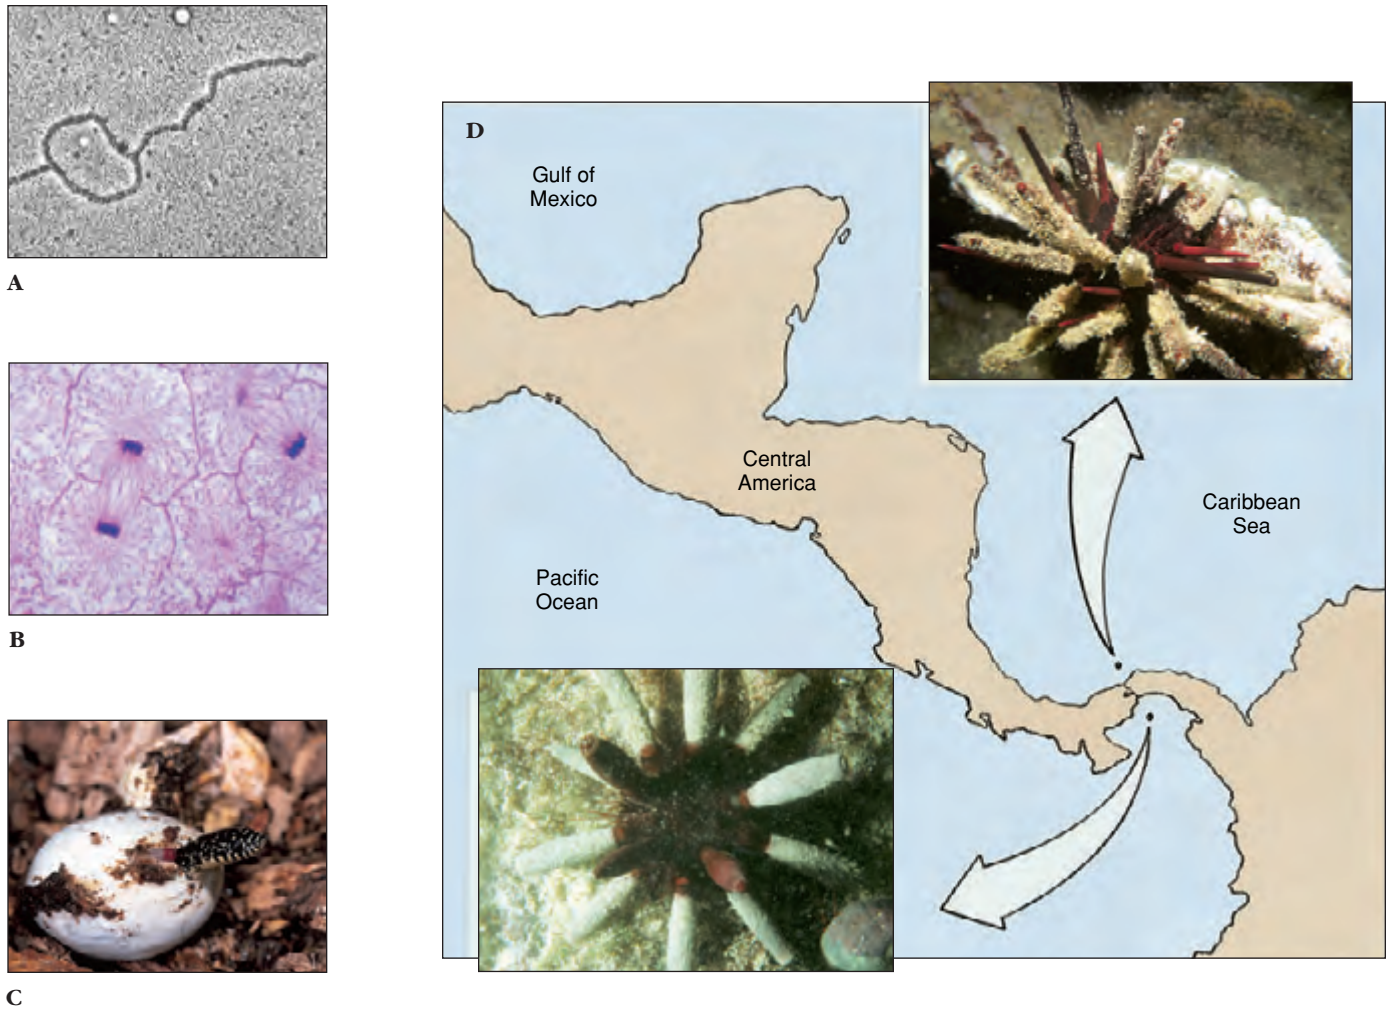 A
B
C
D
Gulf of
Mexico
Central
America
Caribbean
Sea
Pacific
Ocean